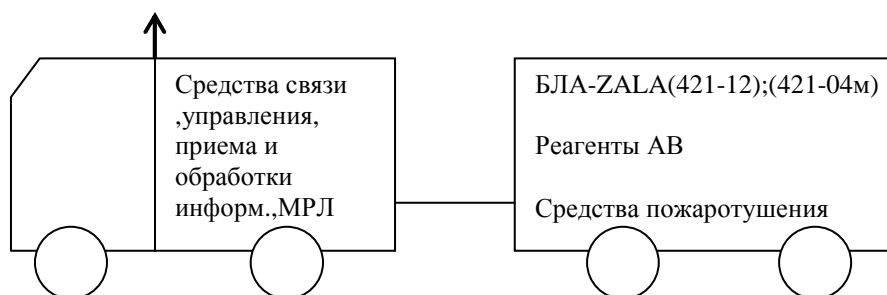 Средства связи
,управления,
приема и
обработки
информ.,МРЛ
БЛА-ZALA(421-12);(421-04м)
Реагенты АВ
Средства пожаротушения